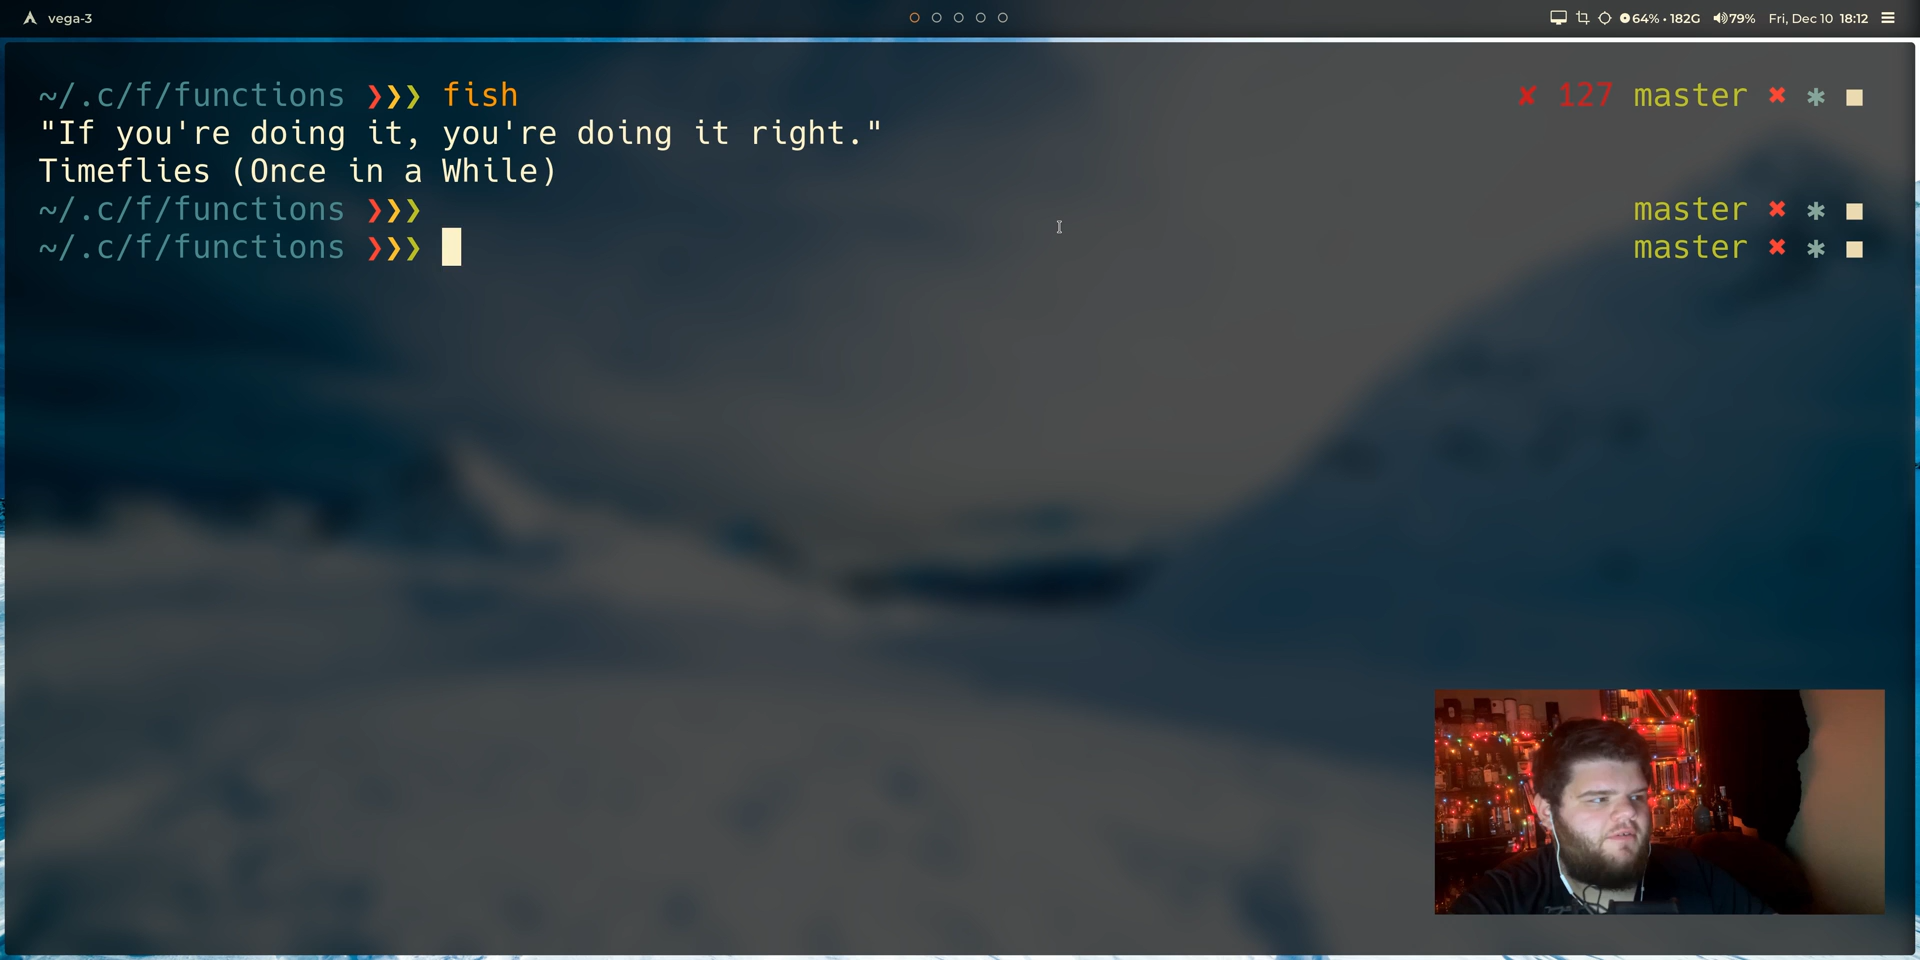 vega-3
64% • 182G 79% Fri, Dec 10 18:12
~/.c/f/functions ❯❯❯ fish ✘ 127 master ✖ ✱ ◼
"If you're doing it, you're doing it right."
Timeflies (Once in a While)
~/.c/f/functions ❯❯❯ master ✖ ✱ ◼
~/.c/f/functions ❯❯❯ master ✖ ✱ ◼